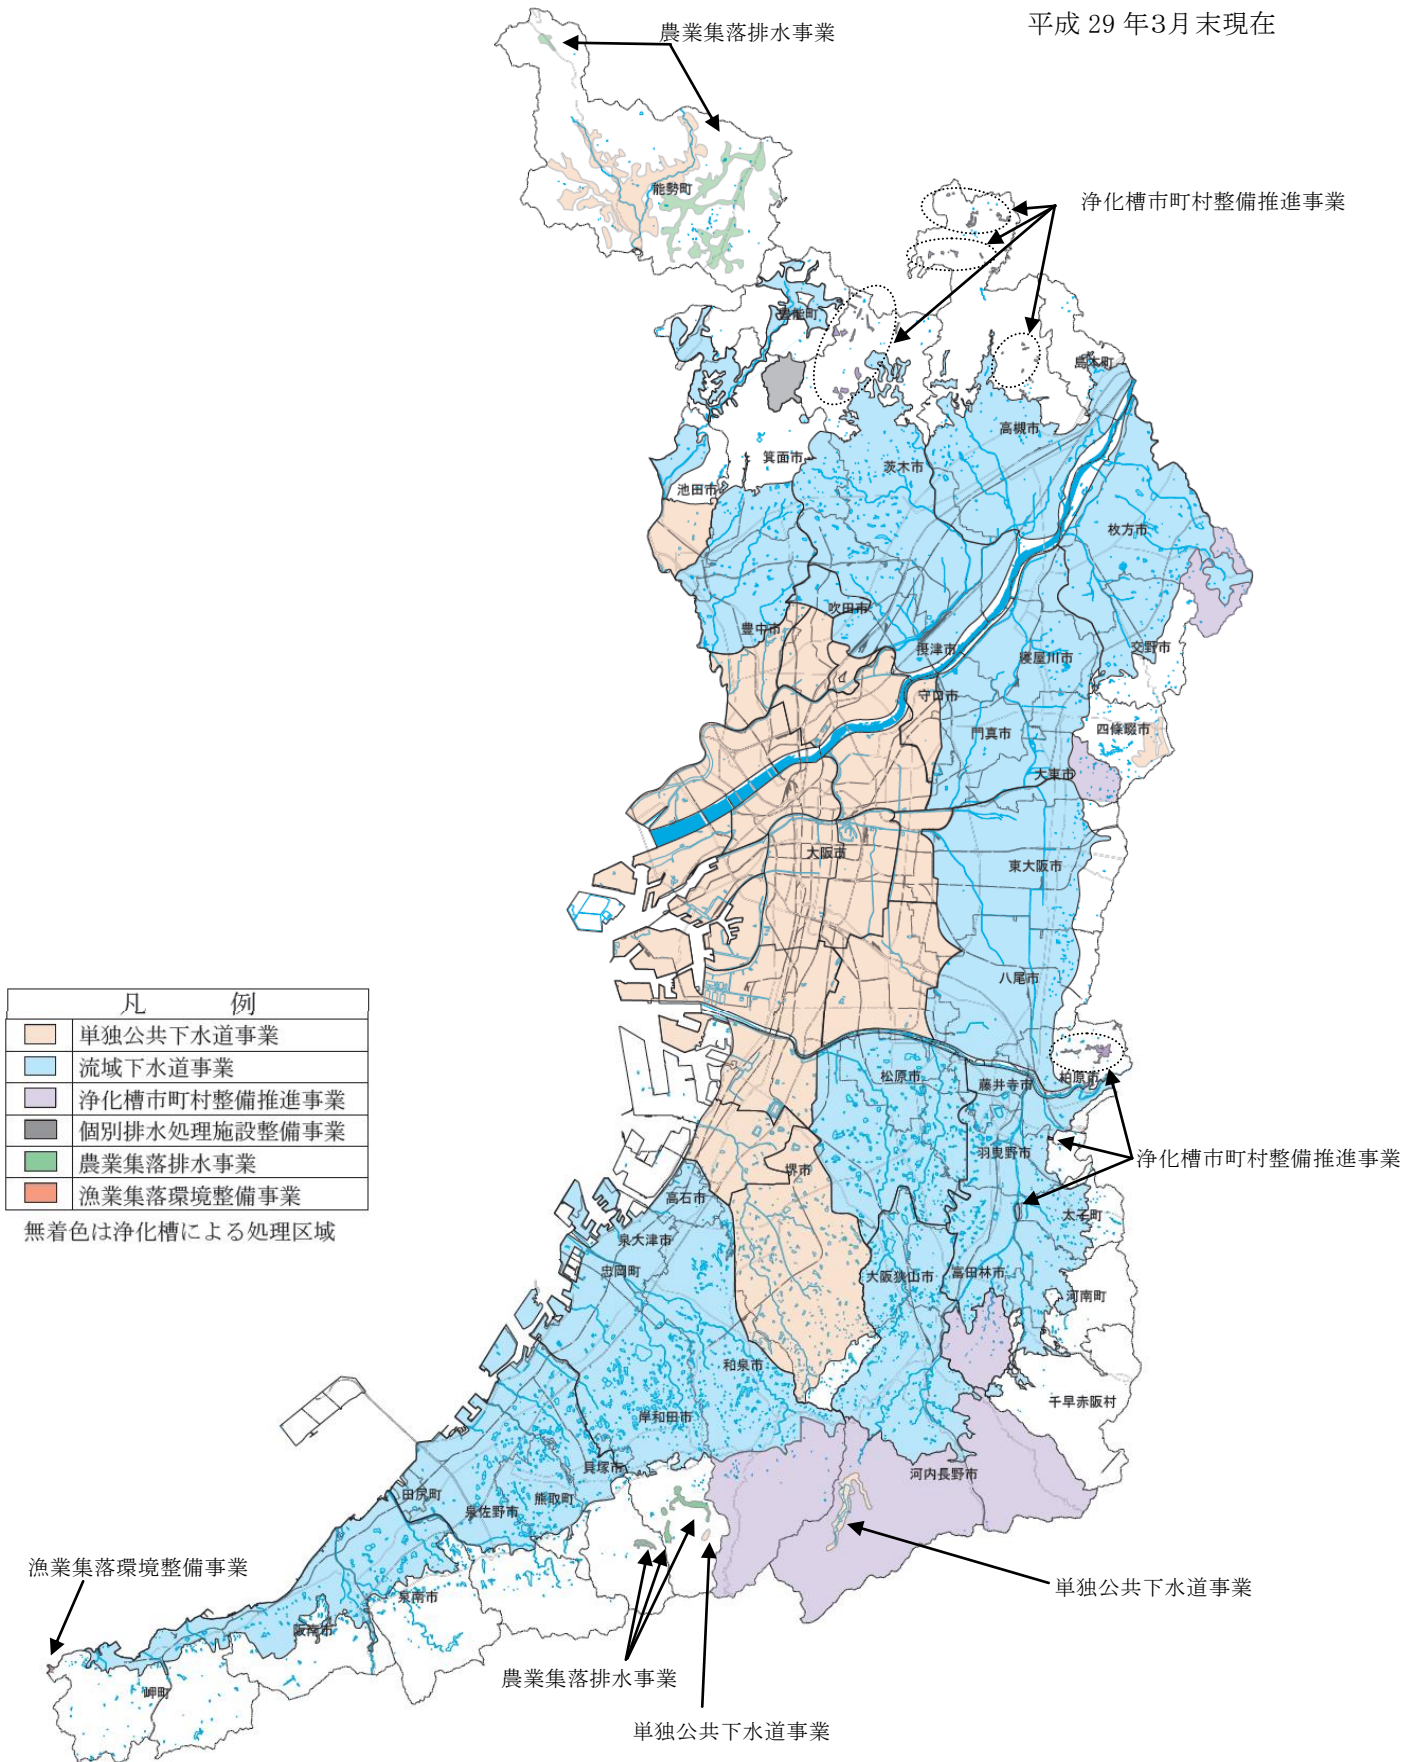 平成 29 年3月末現在
農業集落排水事業
能勢町
浄化槽市町村整備推進事業
豊能町
島本町
高槻市
箕面市
茨木市
池田市
枚方市
吹田市
豊中市
摂津市
寝屋川市
交野市
守口市
門真市
四條畷市
大東市
大阪市
東大阪市
八尾市
凡 例
単独公共下水道事業
流域下水道事業
浄化槽市町村整備推進事業
個別排水処理施設整備事業
農業集落排水事業
漁業集落環境整備事業
無着色は浄化槽による処理区域
松原市
藤井寺市
柏原市
羽曳野市
浄化槽市町村整備推進事業
堺市
高石市
太子町
泉大津市
忠岡町
大阪狭山市
富田林市
河南町
和泉市
千早赤阪村
岸和田市
貝塚市
河内長野市
田尻町
熊取町
泉佐野市
漁業集落環境整備事業
単独公共下水道事業
泉南市
阪南市
農業集落排水事業
岬町
単独公共下水道事業